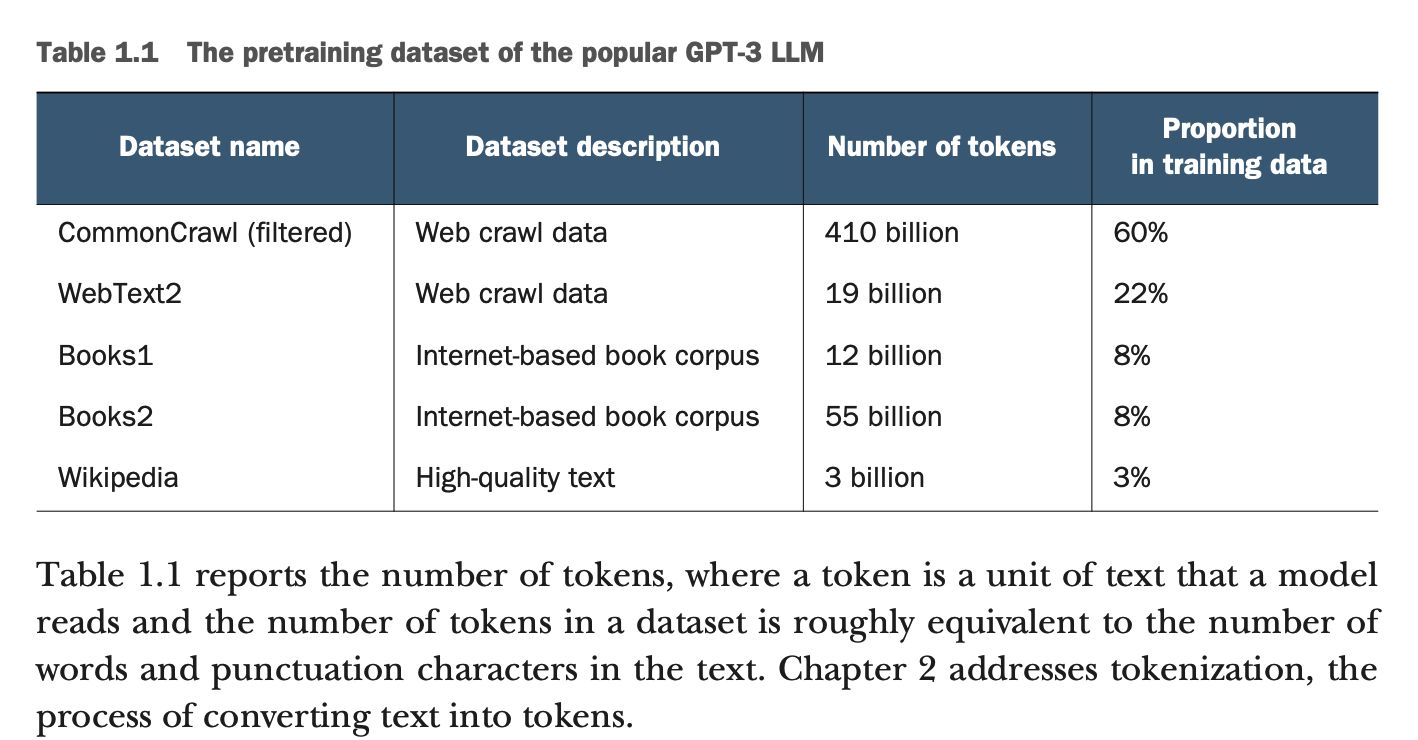 Table 1.1 The pretraining dataset of the popular GPT-3 LLM
Dataset name Dataset description Number of tokens Proportion in training data
CommonCrawl (filtered) Web crawl data 410 billion 60%
WebText2 Web crawl data 19 billion 22%
Books1 Internet-based book corpus 12 billion 8%
Books2 Internet-based book corpus 55 billion 8%
Wikipedia High-quality text 3 billion 3%
Table 1.1 reports the number of tokens, where a token is a unit of text that a model
reads and the number of tokens in a dataset is roughly equivalent to the number of
words and punctuation characters in the text. Chapter 2 addresses tokenization, the
process of converting text into tokens.